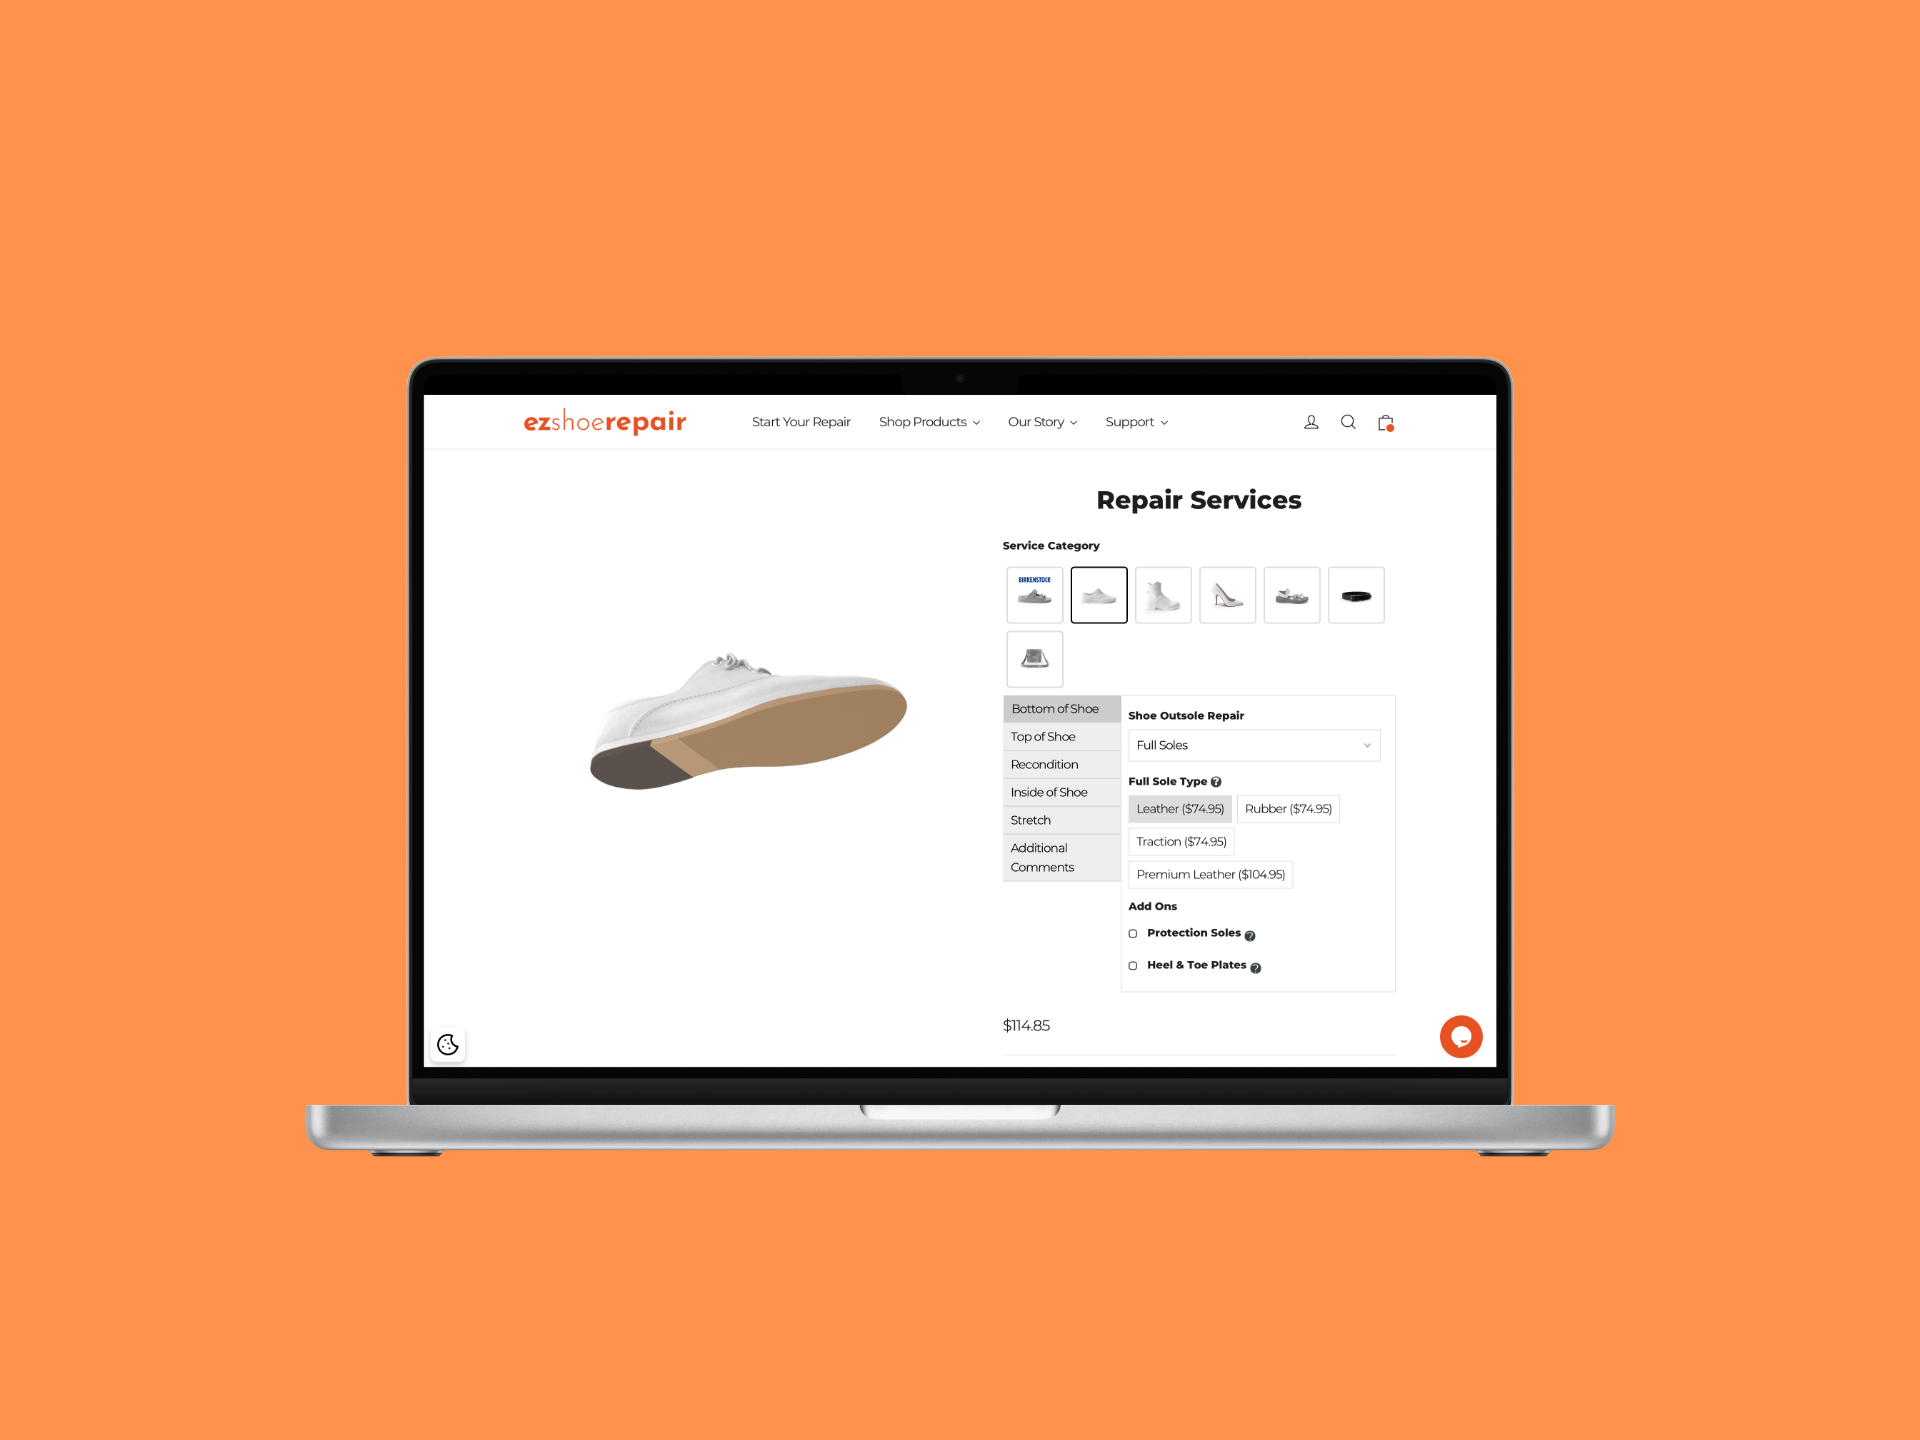 ezshoerepair
Start Your Repair
Shop Products
Our Story
Support
Repair Services
Service Category
BIRKENSTOCK
Bottom of Shoe
Top of Shoe
Recondition
Inside of Shoe
Stretch
Additional
Comments
Shoe Outsole Repair
Full Soles
Full Sole Type ?
Leather ($74.95)
Rubber ($74.95)
Traction ($74.95)
Premium Leather ($104.95)
Add Ons
Protection Soles ?
Heel & Toe Plates ?
$114.85